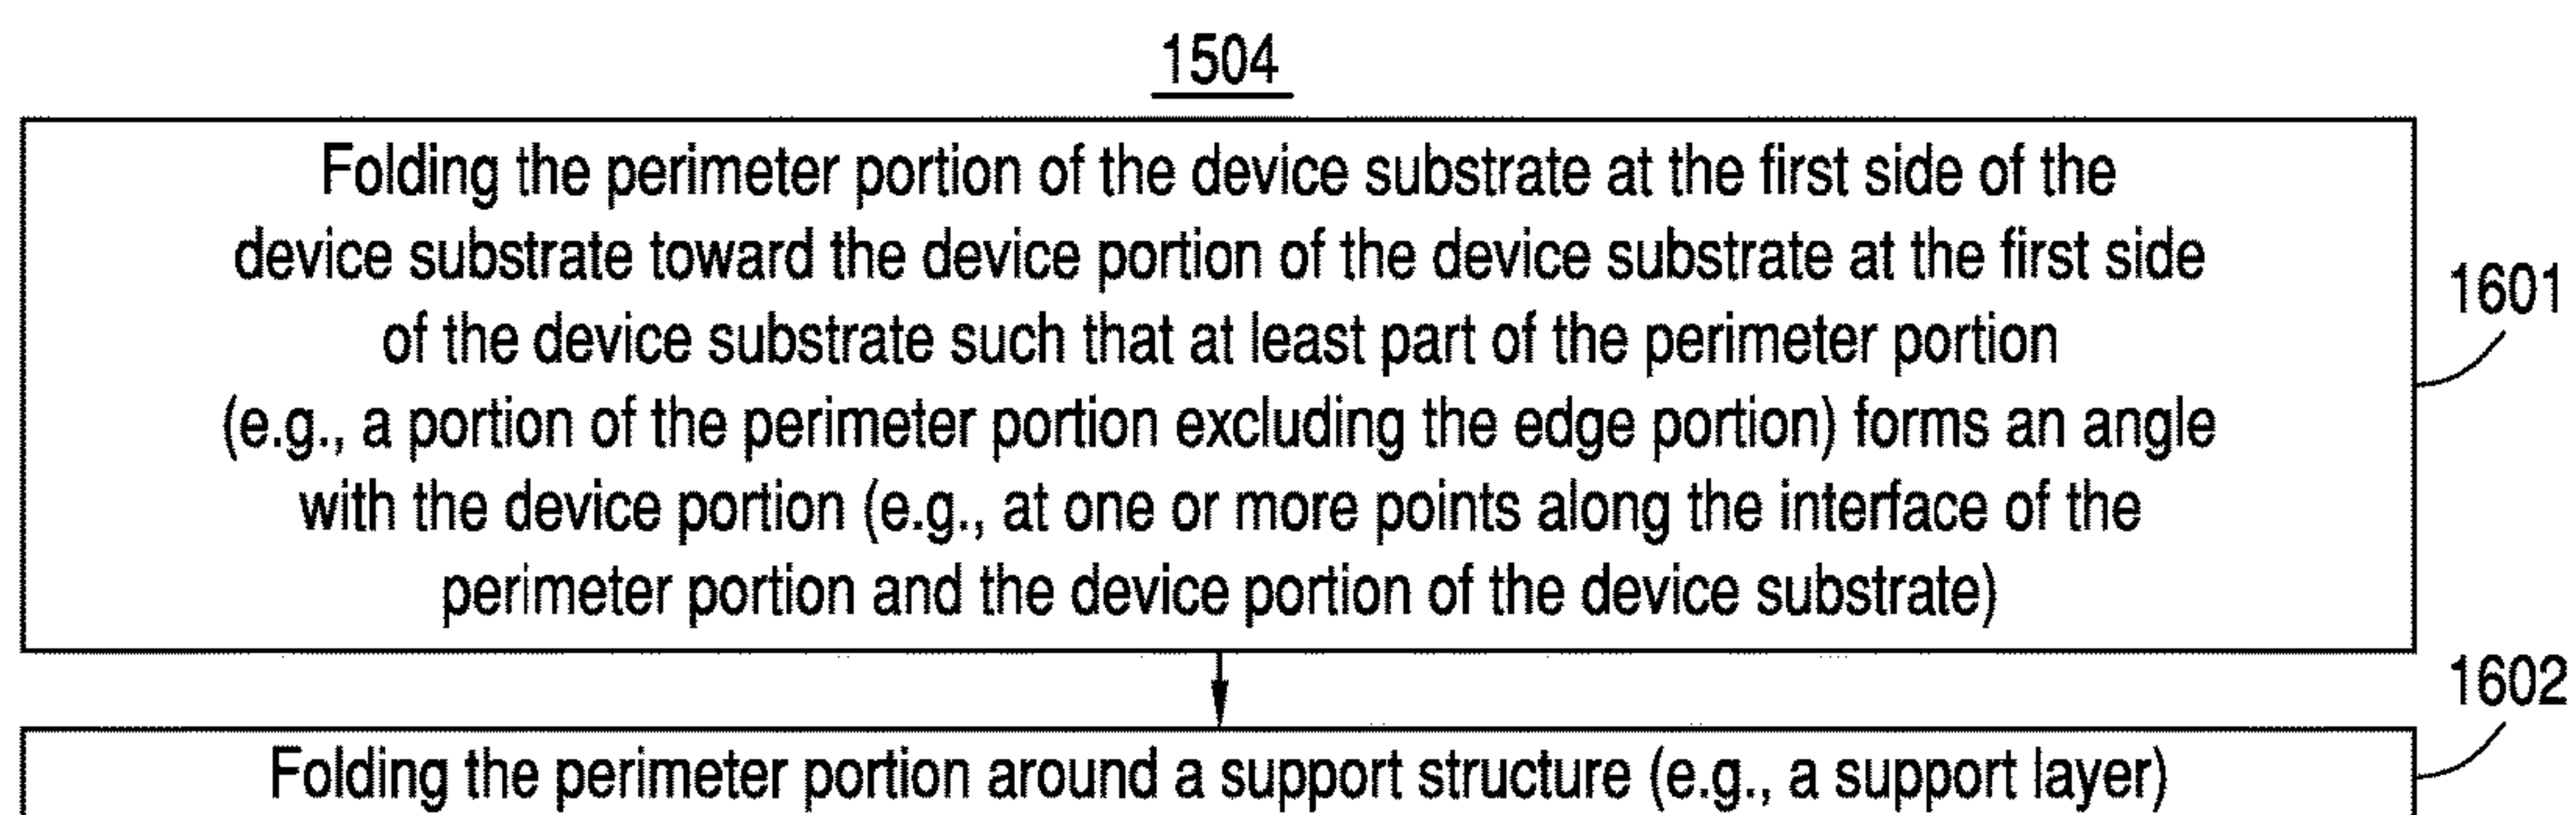 1504
Folding the perimeter portion of the device substrate at the first side of the
device substrate toward the device portion of the device substrate at the first side
of the device substrate such that at least part of the perimeter portion
(e.g., a portion of the perimeter portion excluding the edge portion) forms an angle
with the device portion (e.g., at one or more points along the interface of the
perimeter portion and the device portion of the device substrate)
1601
1602
Folding the perimeter portion around a support structure (e.g., a support layer)